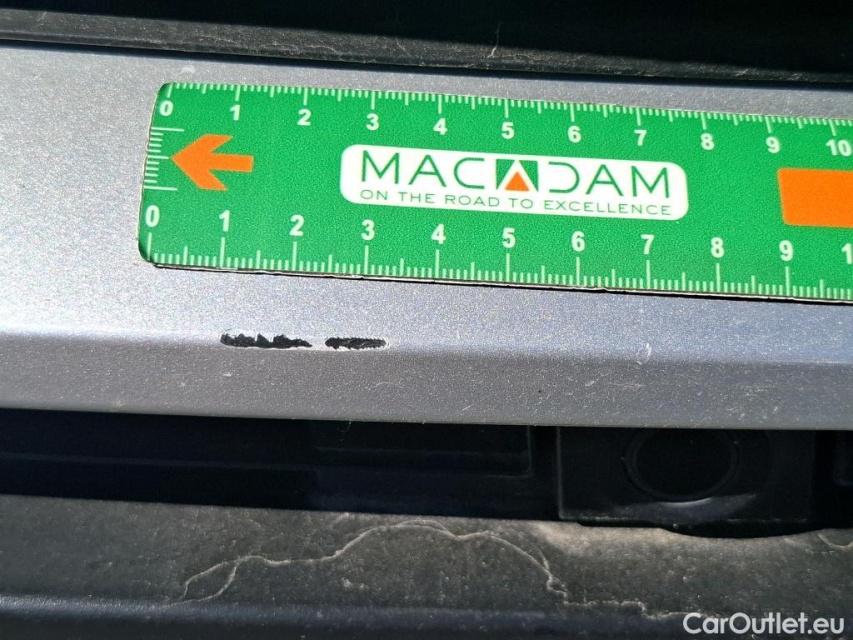 0 1 2 3 4 5 6 7 8 9 10
MACADAM
ON THE ROAD TO EXCELLENCE
0 1 2 3 4 5 6 7 8 9 1
CarOutlet.eu